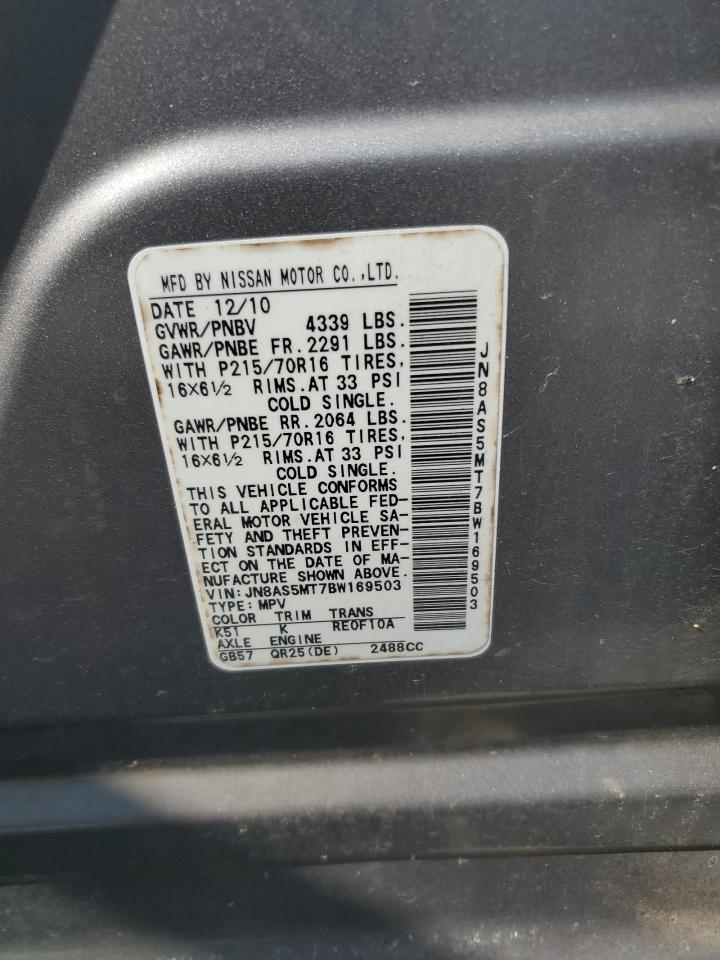 MFD BY NISSAN MOTOR CO.,LTD.
DATE 12/10
GVWR/PNBV 4339 LBS.
GAWR/PNBE FR.2291 LBS.
WITH P215/70R16 TIRES,
16X6½ RIMS.AT 33 PSI
COLD SINGLE.
GAWR/PNBE RR.2064 LBS.
WITH P215/70R16 TIRES,
16X6½ RIMS.AT 33 PSI
COLD SINGLE.
THIS VEHICLE CONFORMS
TO ALL APPLICABLE FED-
ERAL MOTOR VEHICLE SA-
FETY AND THEFT PREVEN-
TION STANDARDS IN EFF-
ECT ON THE DATE OF MA-
NUFACTURE SHOWN ABOVE.
VIN:JN8AS5MT7BW169503
TYPE:MPV
COLOR TRIM TRANS
K51 K RE0F10A
AXLE ENGINE
GB57 QR25(DE) 2488CC
JN8AS5MT7BW169503